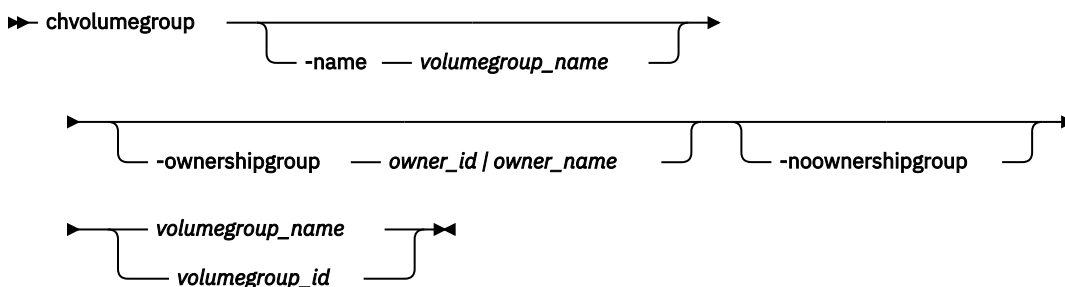 chvolumegroup
-name volumegroup_name
-ownershipgroup owner_id | owner_name -noownershipgroup
volumegroup_name
volumegroup_id